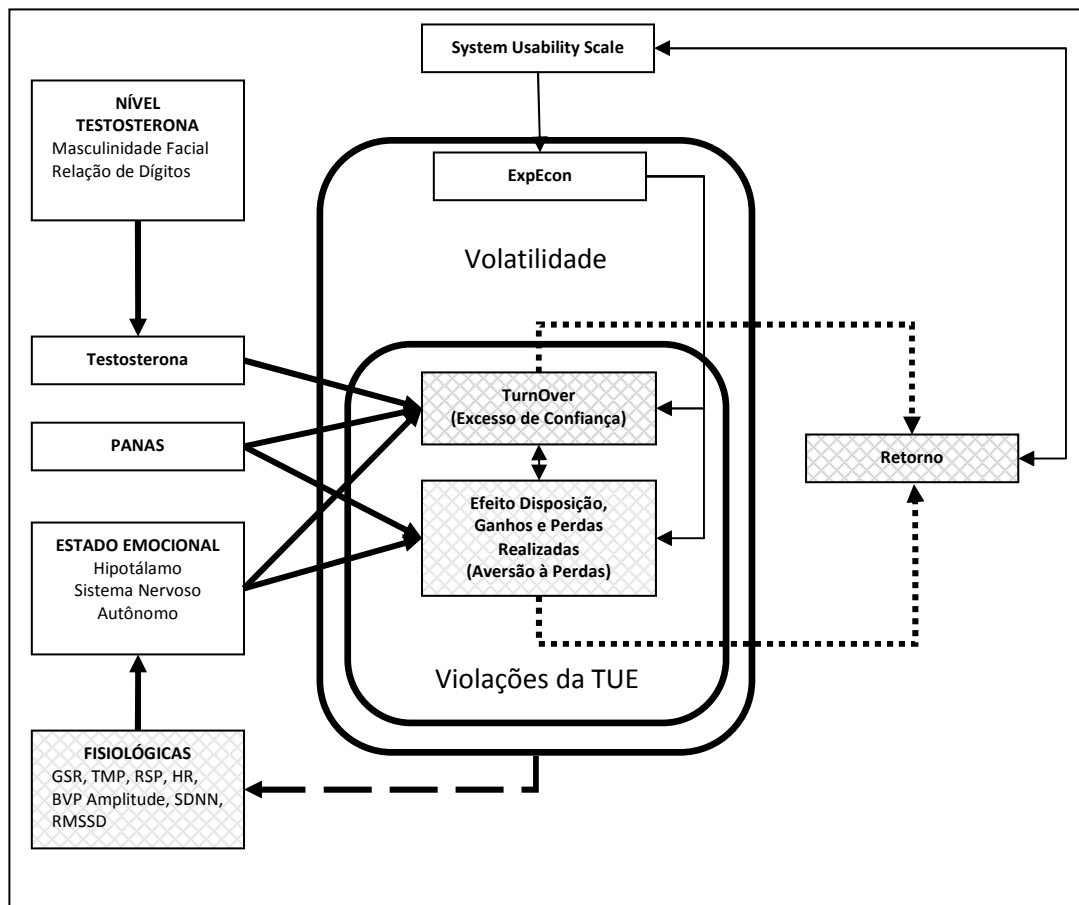 System Usability Scale
NÍVEL
TESTOSTERONA
Masculinidade Facial
Relação de Dígitos
ExpEcon
Volatilidade
Testosterona
TurnOver
(Excesso de Confiança)
PANAS
Retorno
Efeito Disposição,
Ganhos e Perdas
Realizadas
(Aversão à Perdas)
ESTADO EMOCIONAL
Hipotálamo
Sistema Nervoso
Autônomo
Violações da TUE
FISIOLÓGICAS
GSR, TMP, RSP, HR,
BVP Amplitude, SDNN,
RMSSD